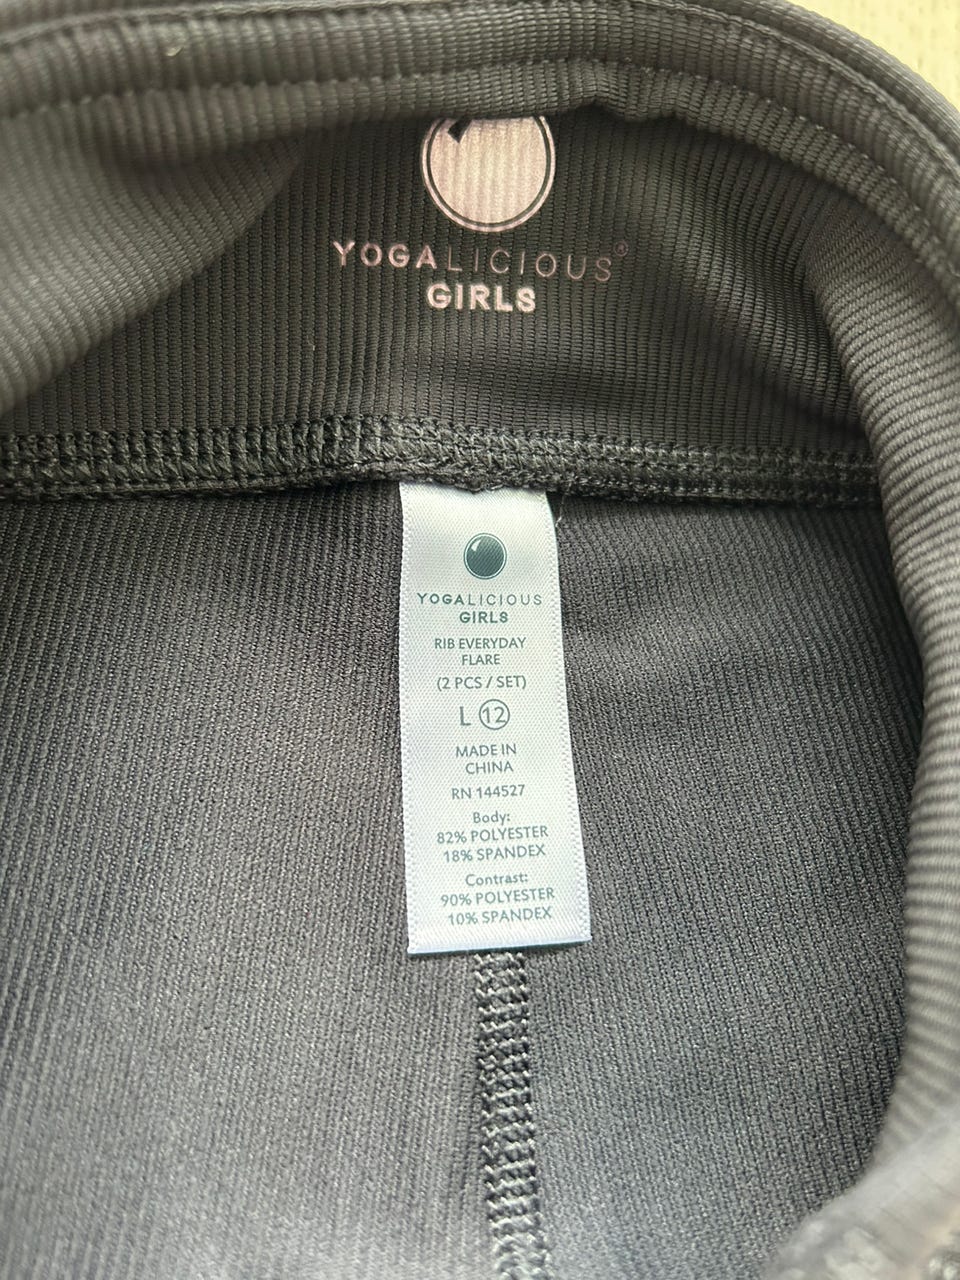 YOGALICIOUS®
GIRLS
YOGALICIOUS
GIRLS
RIB EVERYDAY
FLARE
(2 PCS / SET)
L 12
MADE IN
CHINA
RN 144527
Body:
82% POLYESTER
18% SPANDEX
Contrast:
90% POLYESTER
10% SPANDEX